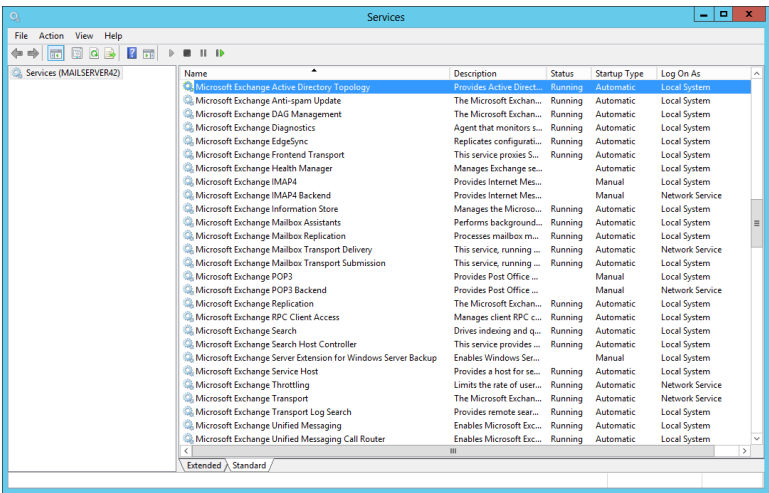 Services
File Action View Help
Services (MAILSERVER42)
Name Description Status Startup Type Log On As
Microsoft Exchange Active Directory Topology Provides Active Direct... Running Automatic Local System
Microsoft Exchange Anti-spam Update The Microsoft Exchan... Running Automatic Local System
Microsoft Exchange DAG Management The Microsoft Exchan... Running Automatic Local System
Microsoft Exchange Diagnostics Agent that monitors s... Running Automatic Local System
Microsoft Exchange EdgeSync Replicates configurati... Running Automatic Local System
Microsoft Exchange Frontend Transport This service proxies S... Running Automatic Local System
Microsoft Exchange Health Manager Manages Exchange se... Automatic Local System
Microsoft Exchange IMAP4 Provides Internet Mes... Manual Local System
Microsoft Exchange IMAP4 Backend Provides Internet Mes... Manual Network Service
Microsoft Exchange Information Store Manages the Microso... Running Automatic Local System
Microsoft Exchange Mailbox Assistants Performs background... Running Automatic Local System
Microsoft Exchange Mailbox Replication Processes mailbox m... Running Automatic Local System
Microsoft Exchange Mailbox Transport Delivery This service, running ... Running Automatic Network Service
Microsoft Exchange Mailbox Transport Submission This service, running ... Running Automatic Local System
Microsoft Exchange POP3 Provides Post Office ... Manual Local System
Microsoft Exchange POP3 Backend Provides Post Office ... Manual Network Service
Microsoft Exchange Replication The Microsoft Exchan... Running Automatic Local System
Microsoft Exchange RPC Client Access Manages client RPC c... Running Automatic Local System
Microsoft Exchange Search Drives indexing and q... Running Automatic Local System
Microsoft Exchange Search Host Controller This service provides ... Running Automatic Local System
Microsoft Exchange Server Extension for Windows Server Backup Enables Windows Ser... Manual Local System
Microsoft Exchange Service Host Provides a host for se... Running Automatic Local System
Microsoft Exchange Throttling Limits the rate of user... Running Automatic Network Service
Microsoft Exchange Transport The Microsoft Exchan... Running Automatic Network Service
Microsoft Exchange Transport Log Search Provides remote sear... Running Automatic Local System
Microsoft Exchange Unified Messaging Enables Microsoft Exc... Running Automatic Local System
Microsoft Exchange Unified Messaging Call Router Enables Microsoft Exc... Running Automatic Local System
Extended Standard